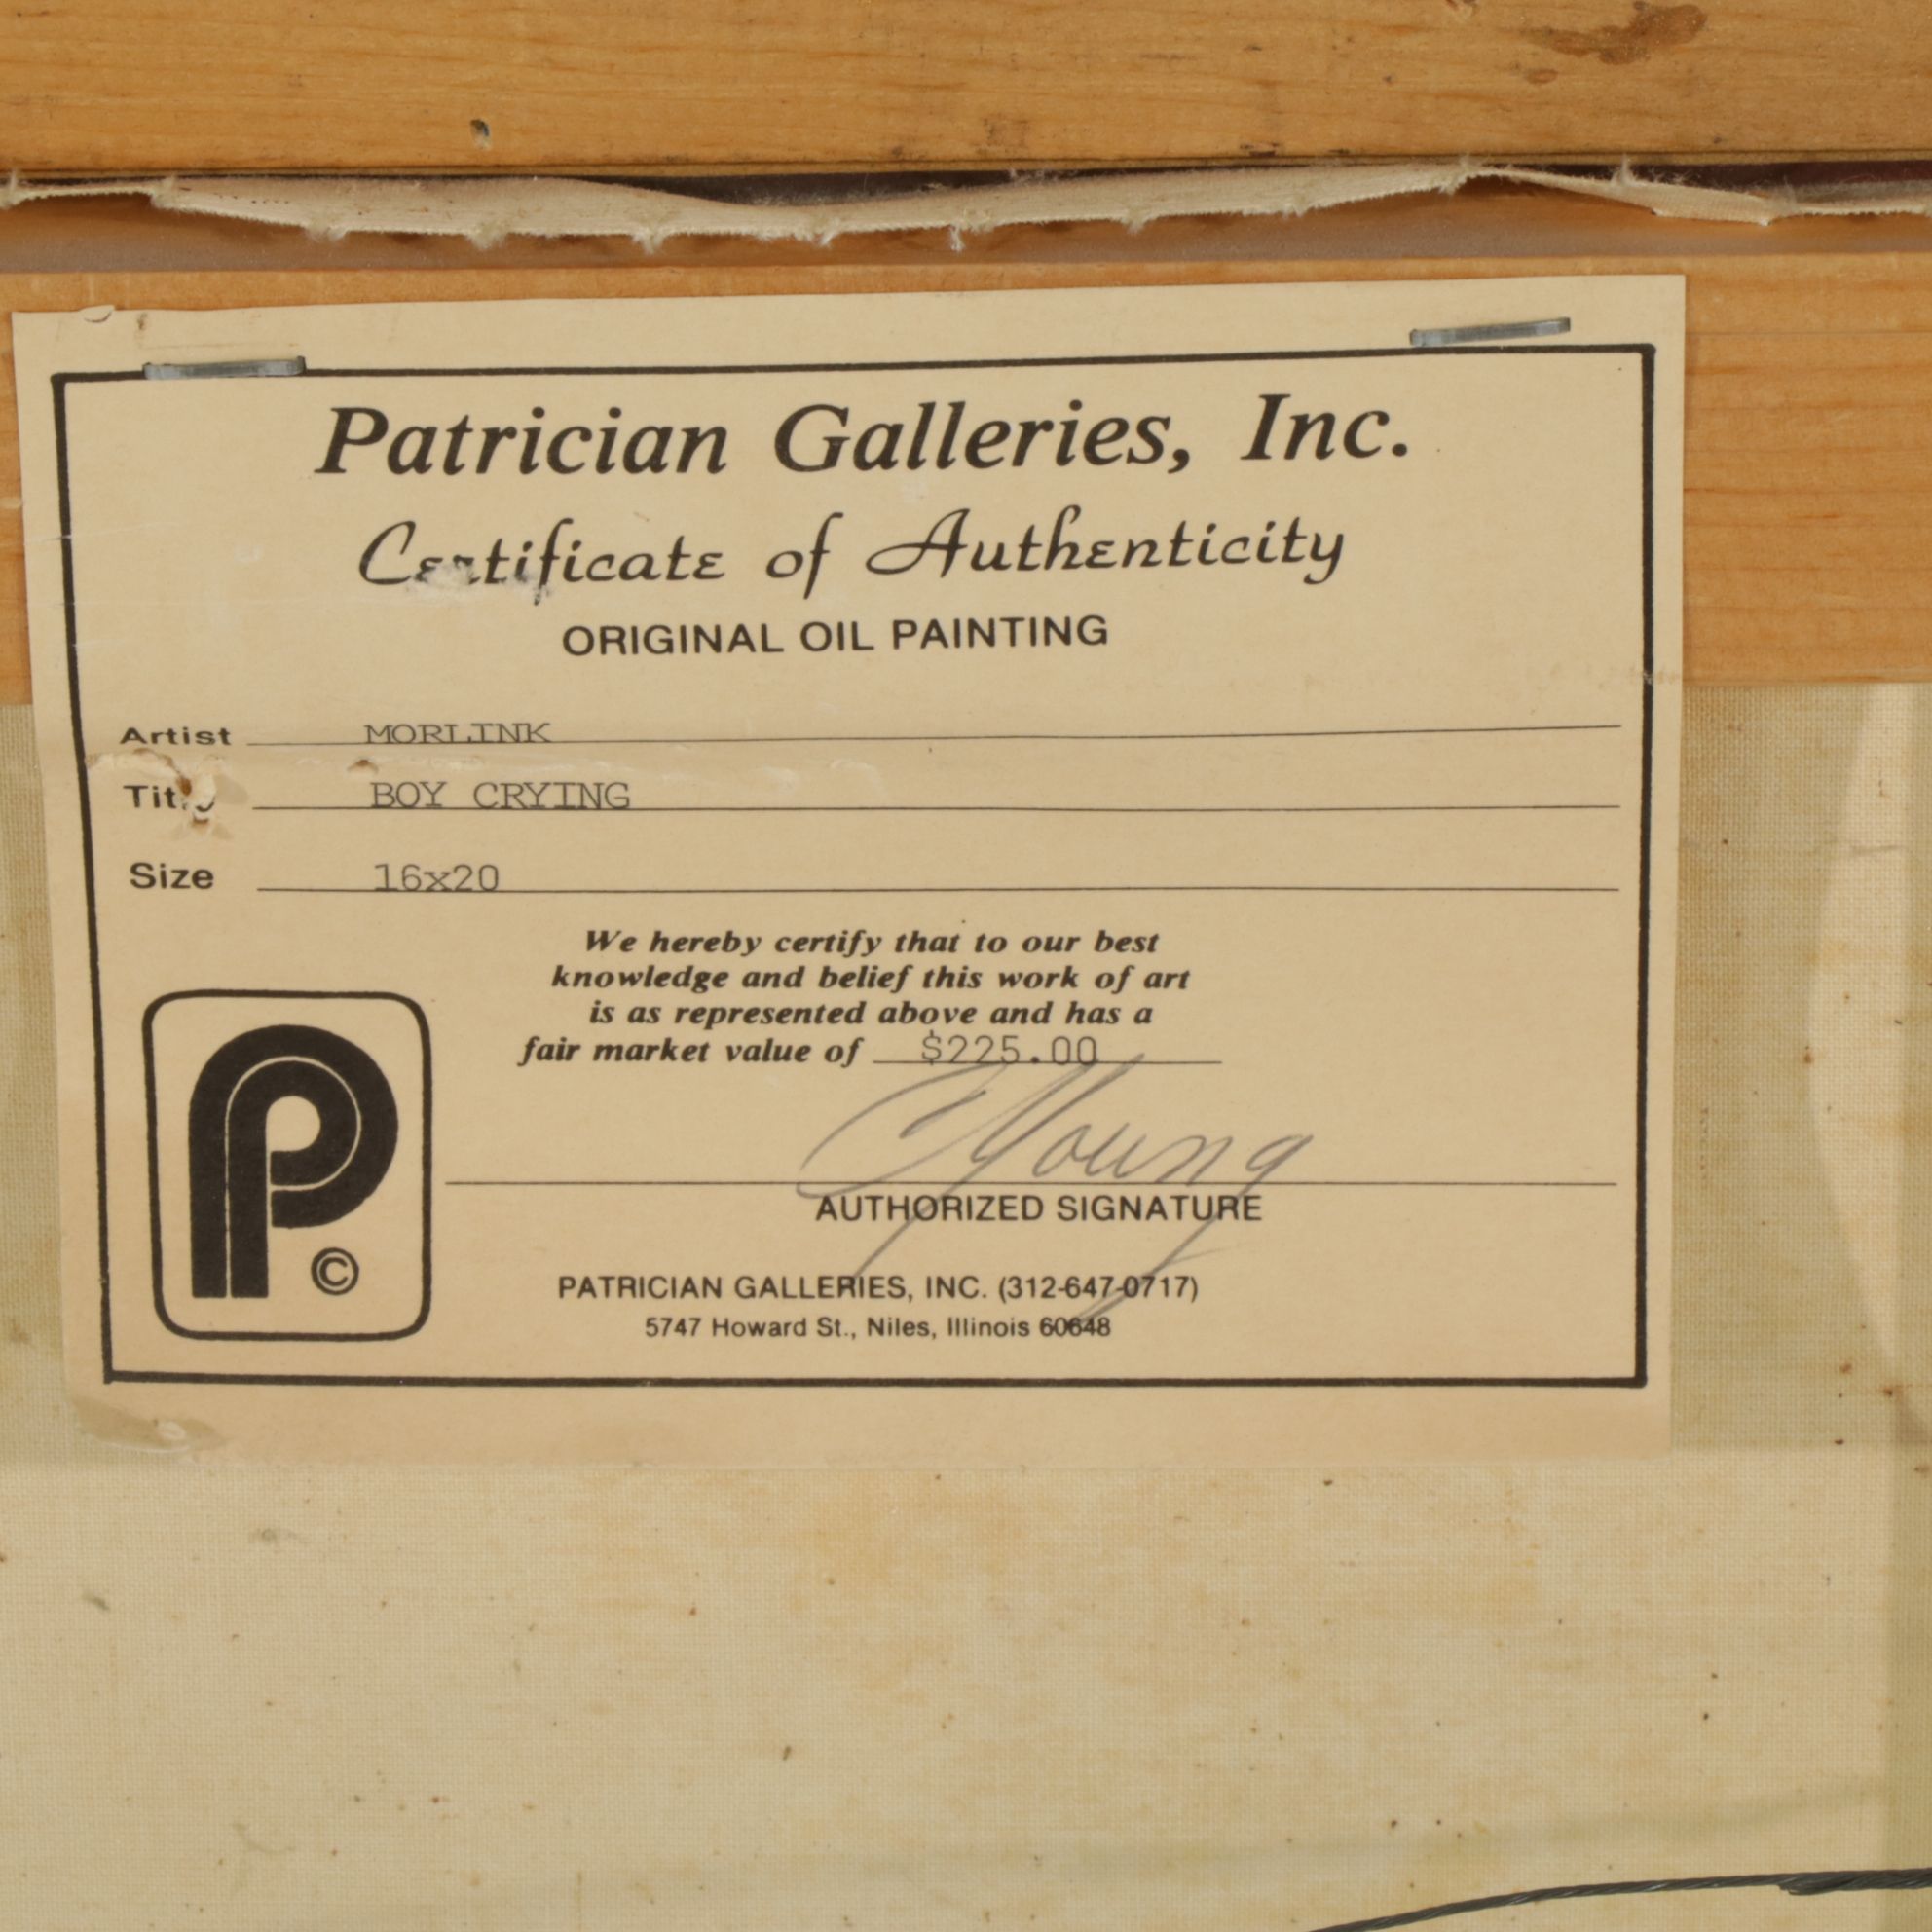 Patrician Galleries, Inc.
Certificate of Authenticity
ORIGINAL OIL PAINTING
Artist MORLINK
Title BOY CRYING
Size 16x20
We hereby certify that to our best
knowledge and belief this work of art
is as represented above and has a
fair market value of $225.00
C Young
AUTHORIZED SIGNATURE
P ©
PATRICIAN GALLERIES, INC. (312-647-0717)
5747 Howard St., Niles, Illinois 60648